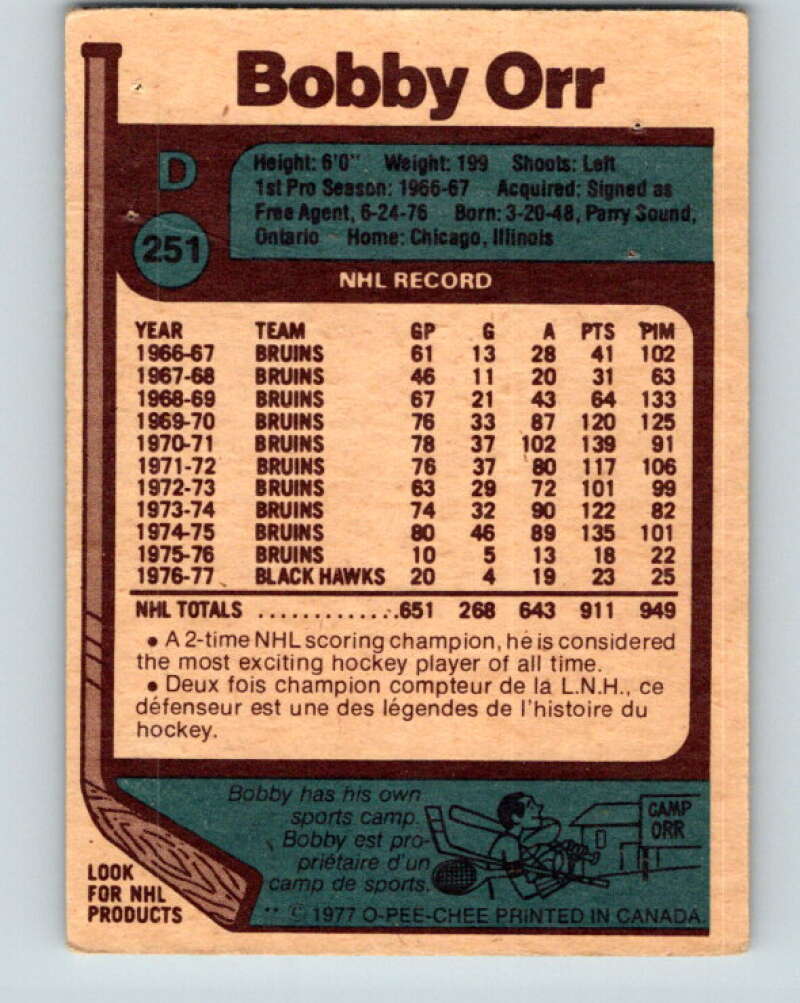 Bobby Orr
D
251
Height: 6'0" Weight: 199 Shoots: Left
1st Pro Season: 1966-67 Acquired: Signed as
Free Agent, 6-24-76 Born: 3-20-48, Parry Sound,
Ontario Home: Chicago, Illinois
NHL RECORD
YEAR TEAM GP G A PTS PIM
1966-67 BRUINS 61 13 28 41 102
1967-68 BRUINS 46 11 20 31 63
1968-69 BRUINS 67 21 43 64 133
1969-70 BRUINS 76 33 87 120 125
1970-71 BRUINS 78 37 102 139 91
1971-72 BRUINS 76 37 80 117 106
1972-73 BRUINS 63 29 72 101 99
1973-74 BRUINS 74 32 90 122 82
1974-75 BRUINS 80 46 89 135 101
1975-76 BRUINS 10 5 13 18 22
1976-77 BLACK HAWKS 20 4 19 23 25
NHL TOTALS .............651 268 643 911 949
• A 2-time NHL scoring champion, he is considered
the most exciting hockey player of all time.
• Deux fois champion compteur de la L.N.H., ce
défenseur est une des légendes de l'histoire du
hockey.
Bobby has his own
sports camp.
Bobby est pro-
priétaire d'un
camp de sports.
CAMP
ORR
LOOK
FOR NHL
PRODUCTS
** © 1977 O-PEE-CHEE PRINTED IN CANADA.